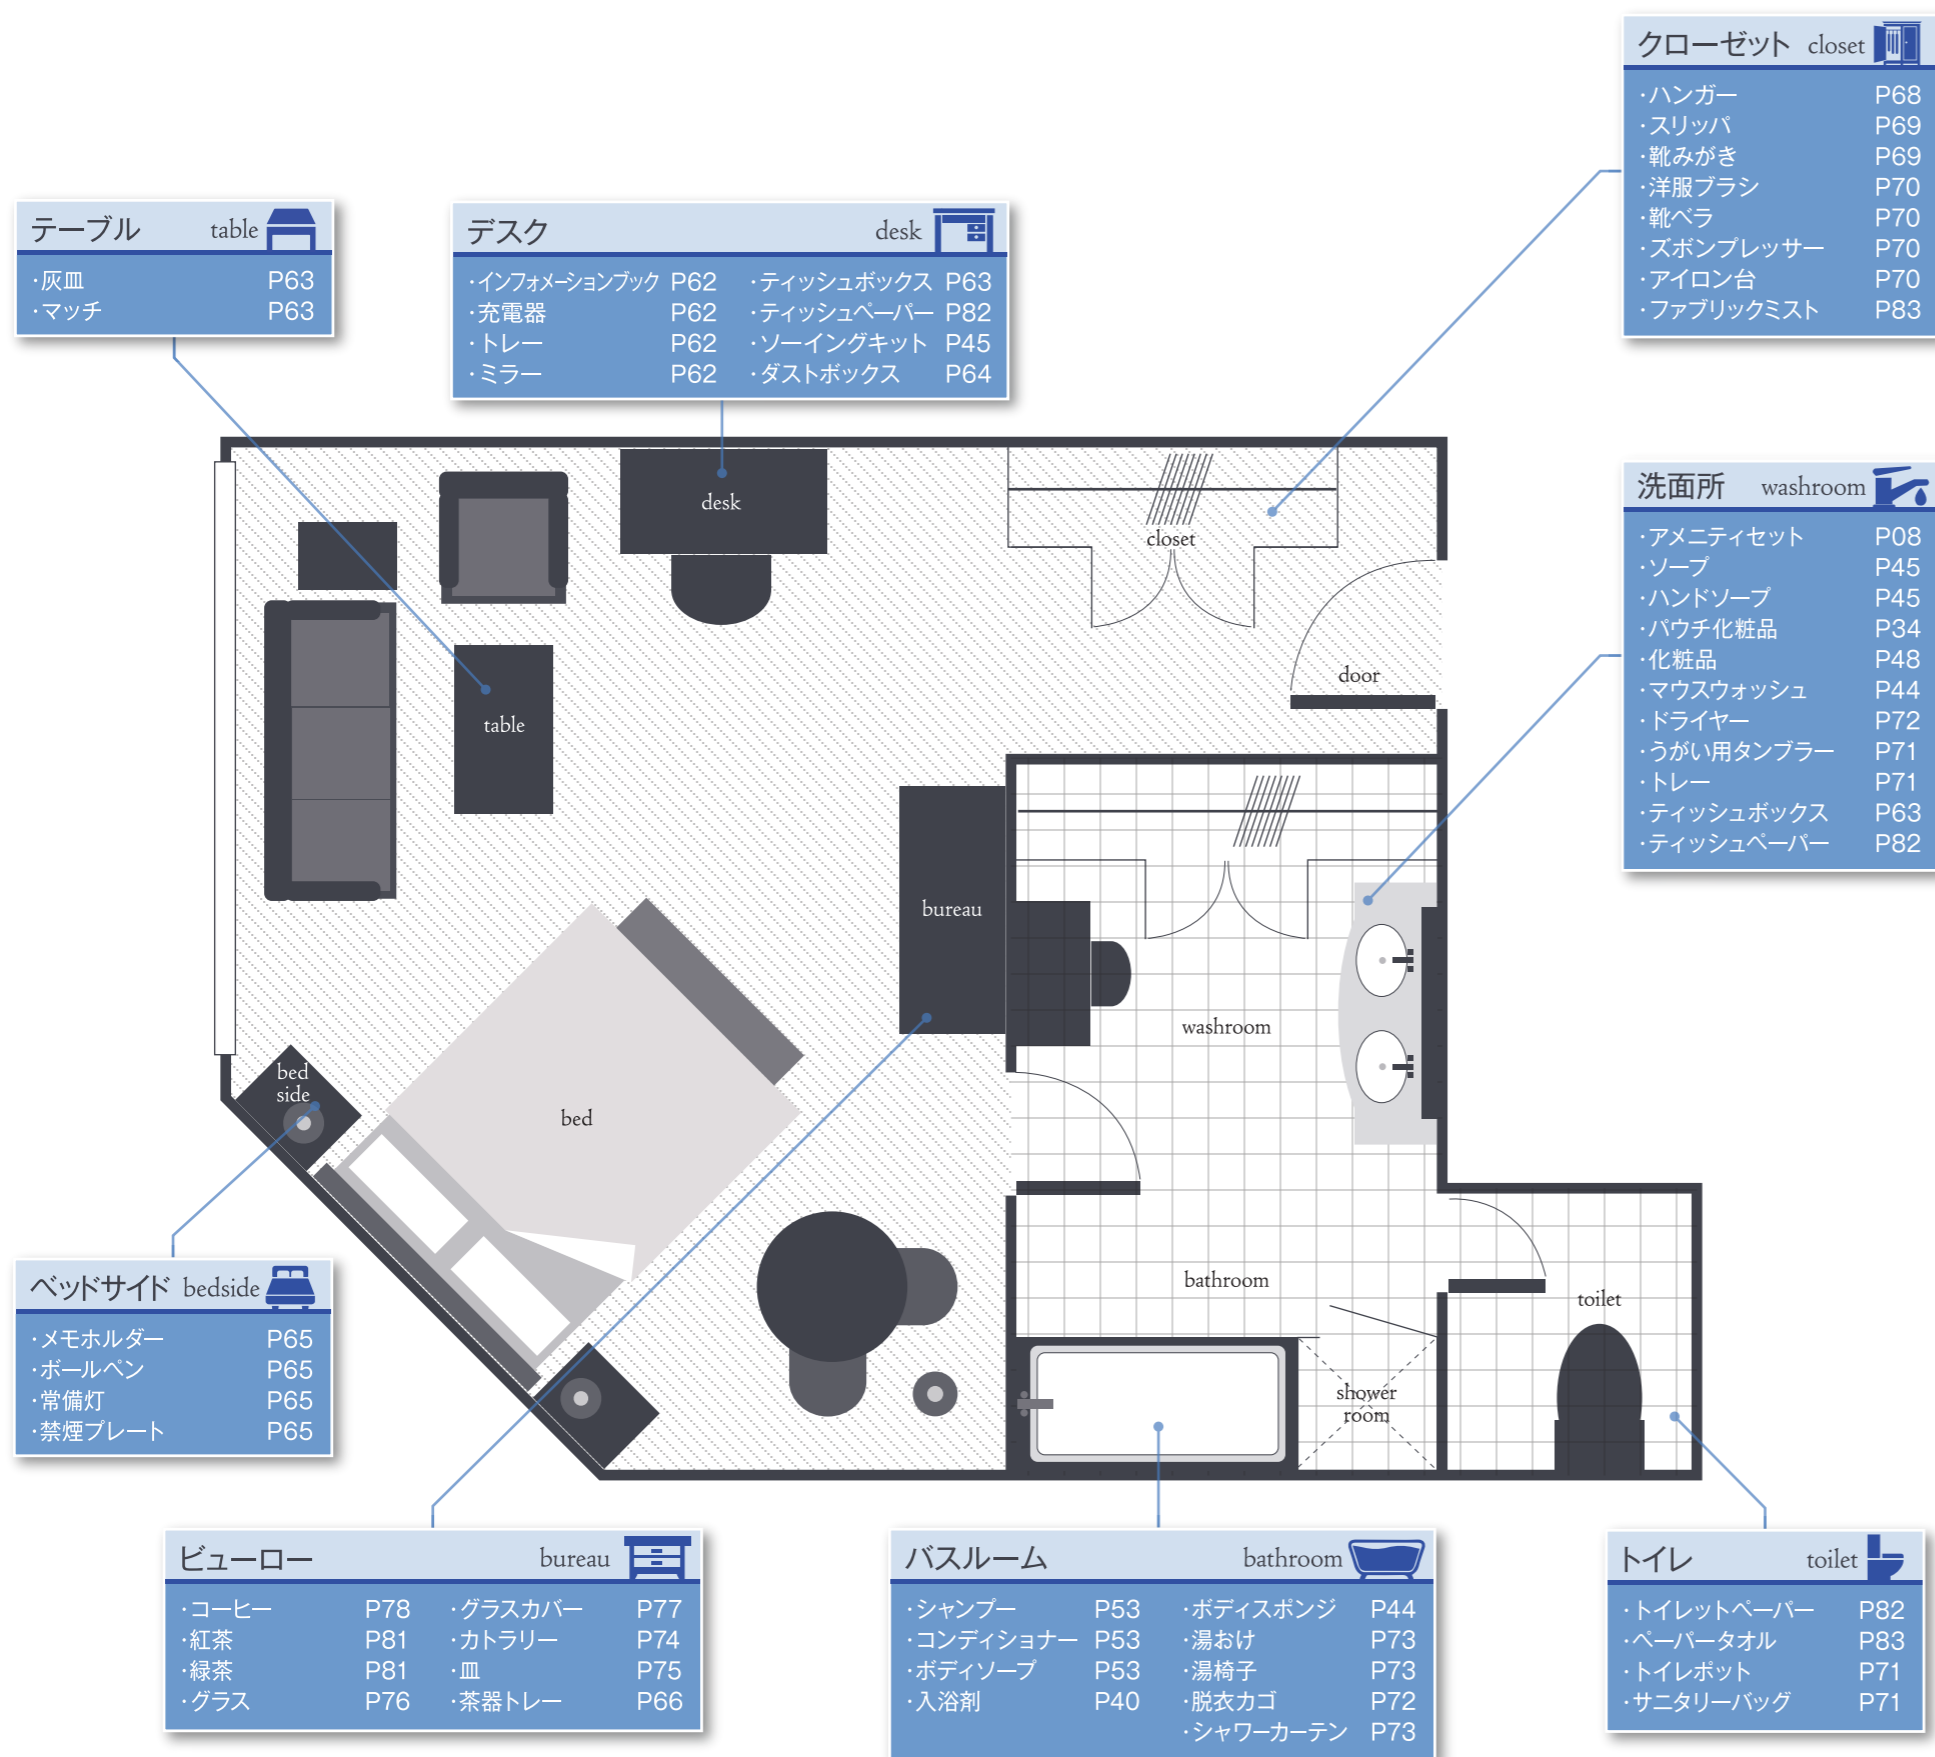 クローゼット closet
・ハンガー P68
・スリッパ P69
・靴みがき P69
・洋服ブラシ P70
・靴ベラ P70
・ズボンプレッサー P70
・アイロン台 P70
・ファブリックミスト P83
テーブル table
・灰皿 P63
・マッチ P63
デスク desk
・インフォメーションブック P62 ・ティッシュボックス P63
・充電器 P62 ・ティッシュペーパー P82
・トレー P62 ・ソーイングキット P45
・ミラー P62 ・ダストボックス P64
洗面所 washroom
・アメニティセット P08
・ソープ P45
・ハンドソープ P45
・パウチ化粧品 P34
・化粧品 P48
・マウスウォッシュ P44
・ドライヤー P72
・うがい用タンブラー P71
・トレー P71
・ティッシュボックス P63
・ティッシュペーパー P82
desk
closet
door
table
bureau
washroom
bed
side
bed
bathroom
toilet
shower
room
ベッドサイド bedside
・メモホルダー P65
・ボールペン P65
・常備灯 P65
・禁煙プレート P65
ビューロー bureau
・コーヒー P78 ・グラスカバー P77
・紅茶 P81 ・カトラリー P74
・緑茶 P81 ・皿 P75
・グラス P76 ・茶器トレー P66
バスルーム bathroom
・シャンプー P53 ・ボディスポンジ P44
・コンディショナー P53 ・湯おけ P73
・ボディソープ P53 ・湯椅子 P73
・入浴剤 P40 ・脱衣カゴ P72
・シャワーカーテン P73
トイレ toilet
・トイレットペーパー P82
・ペーパータオル P83
・トイレポット P71
・サニタリーバッグ P71